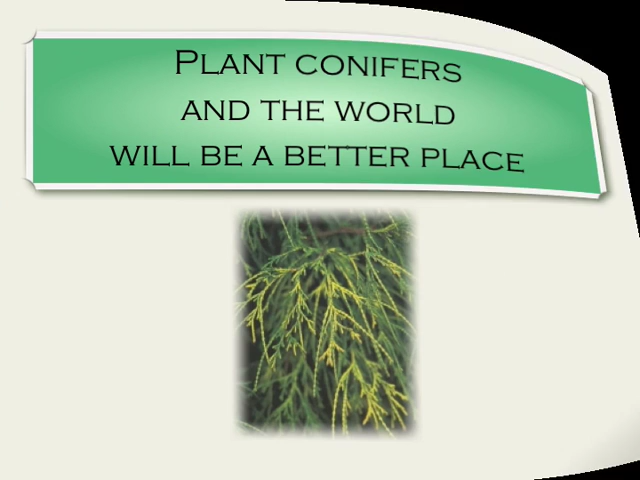 Plant conifers
and the world
will be a better place